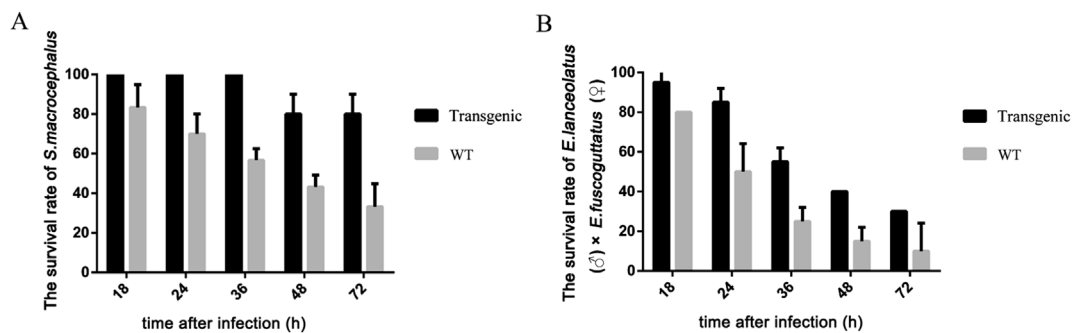 A
The survival rate of S.macrocephalus
100
80
60
40
20
0
18
24
36
48
72
time after infection (h)
Transgenic
WT
B
The survival rate of E.lanceolatus
(♂) × E.fuscoguttatus (♀)
100
80
60
40
20
0
18
24
36
48
72
time after infection (h)
Transgenic
WT